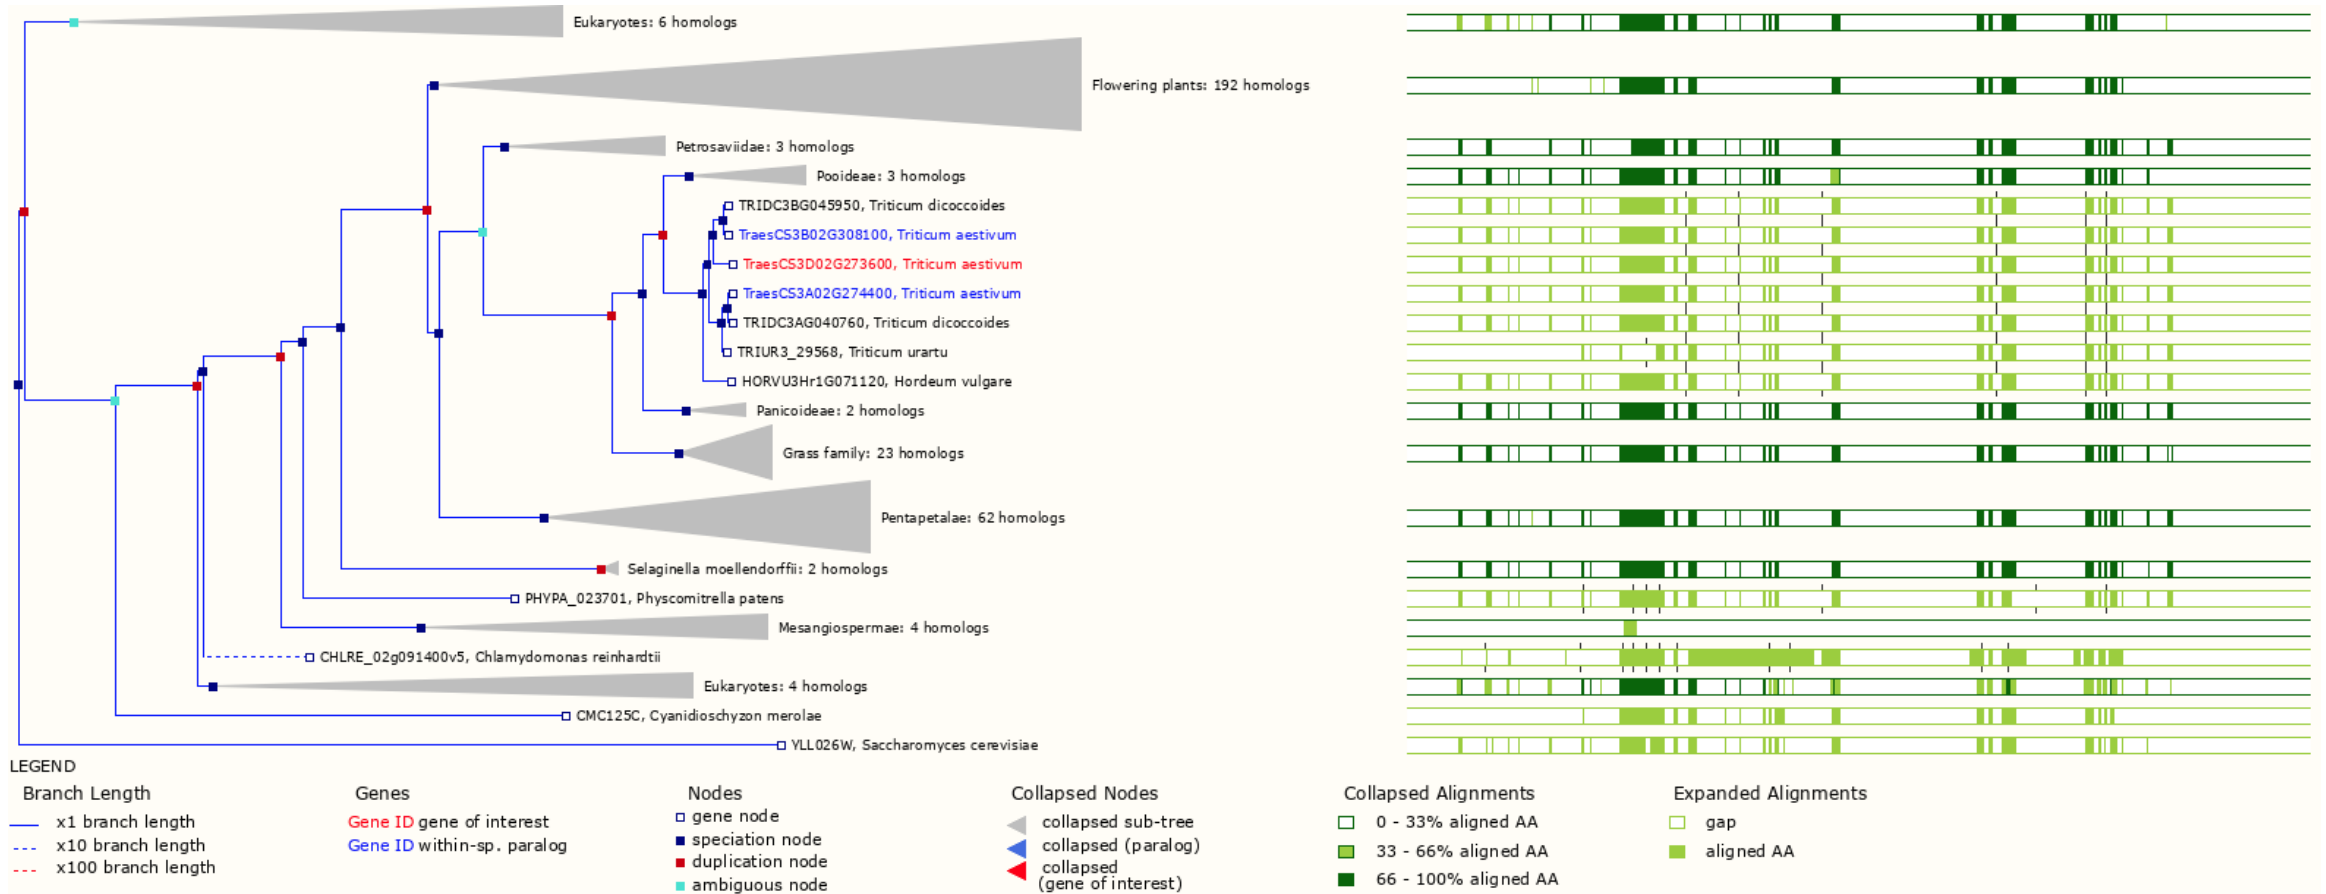 Eukaryotes: 6 homologs
Flowering plants: 192 homologs
Petrosaviidae: 3 homologs
Pooideae: 3 homologs
TRIDC3BG045950, Triticum dicoccoides
TraesCS3B02G308100, Triticum aestivum
TraesCS3D02G273600, Triticum aestivum
TraesCS3A02G274400, Triticum aestivum
TRIDC3AG040760, Triticum dicoccoides
TRIUR3_29568, Triticum urartu
HORVU3Hr1G071120, Hordeum vulgare
Panicoideae: 2 homologs
Grass family: 23 homologs
Pentapetalae: 62 homologs
Selaginella moellendorffii: 2 homologs
PHYPA_023701, Physcomitrella patens
Mesangiospermae: 4 homologs
CHLRE_02g091400v5, Chlamydomonas reinhardtii
Eukaryotes: 4 homologs
CMC125C, Cyanidioschyzon merolae
YLL026W, Saccharomyces cerevisiae
LEGEND
Branch Length
x1 branch length
x10 branch length
x100 branch length
Genes
Gene ID gene of interest
Gene ID within-sp. paralog
Nodes
gene node
speciation node
duplication node
ambiguous node
Collapsed Nodes
collapsed sub-tree
collapsed (paralog)
collapsed
(gene of interest)
Collapsed Alignments
0 - 33% aligned AA
33 - 66% aligned AA
66 - 100% aligned AA
Expanded Alignments
gap
aligned AA